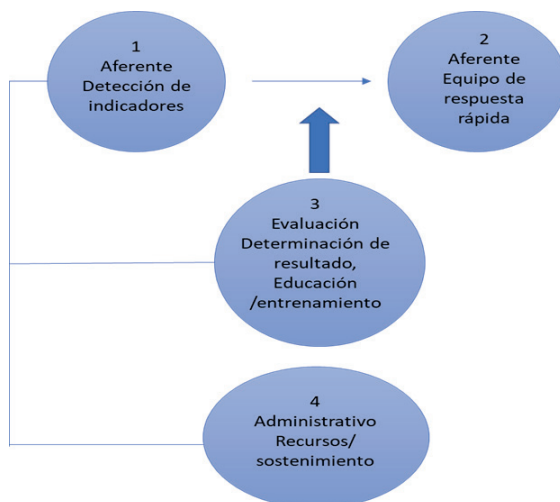 1
Aferente
Detección de
indicadores
2
Aferente
Equipo de
respuesta
rápida
3
Evaluación
Determinación de
resultado,
Educación
/entrenamiento
4
Administrativo
Recursos/
sostenimiento